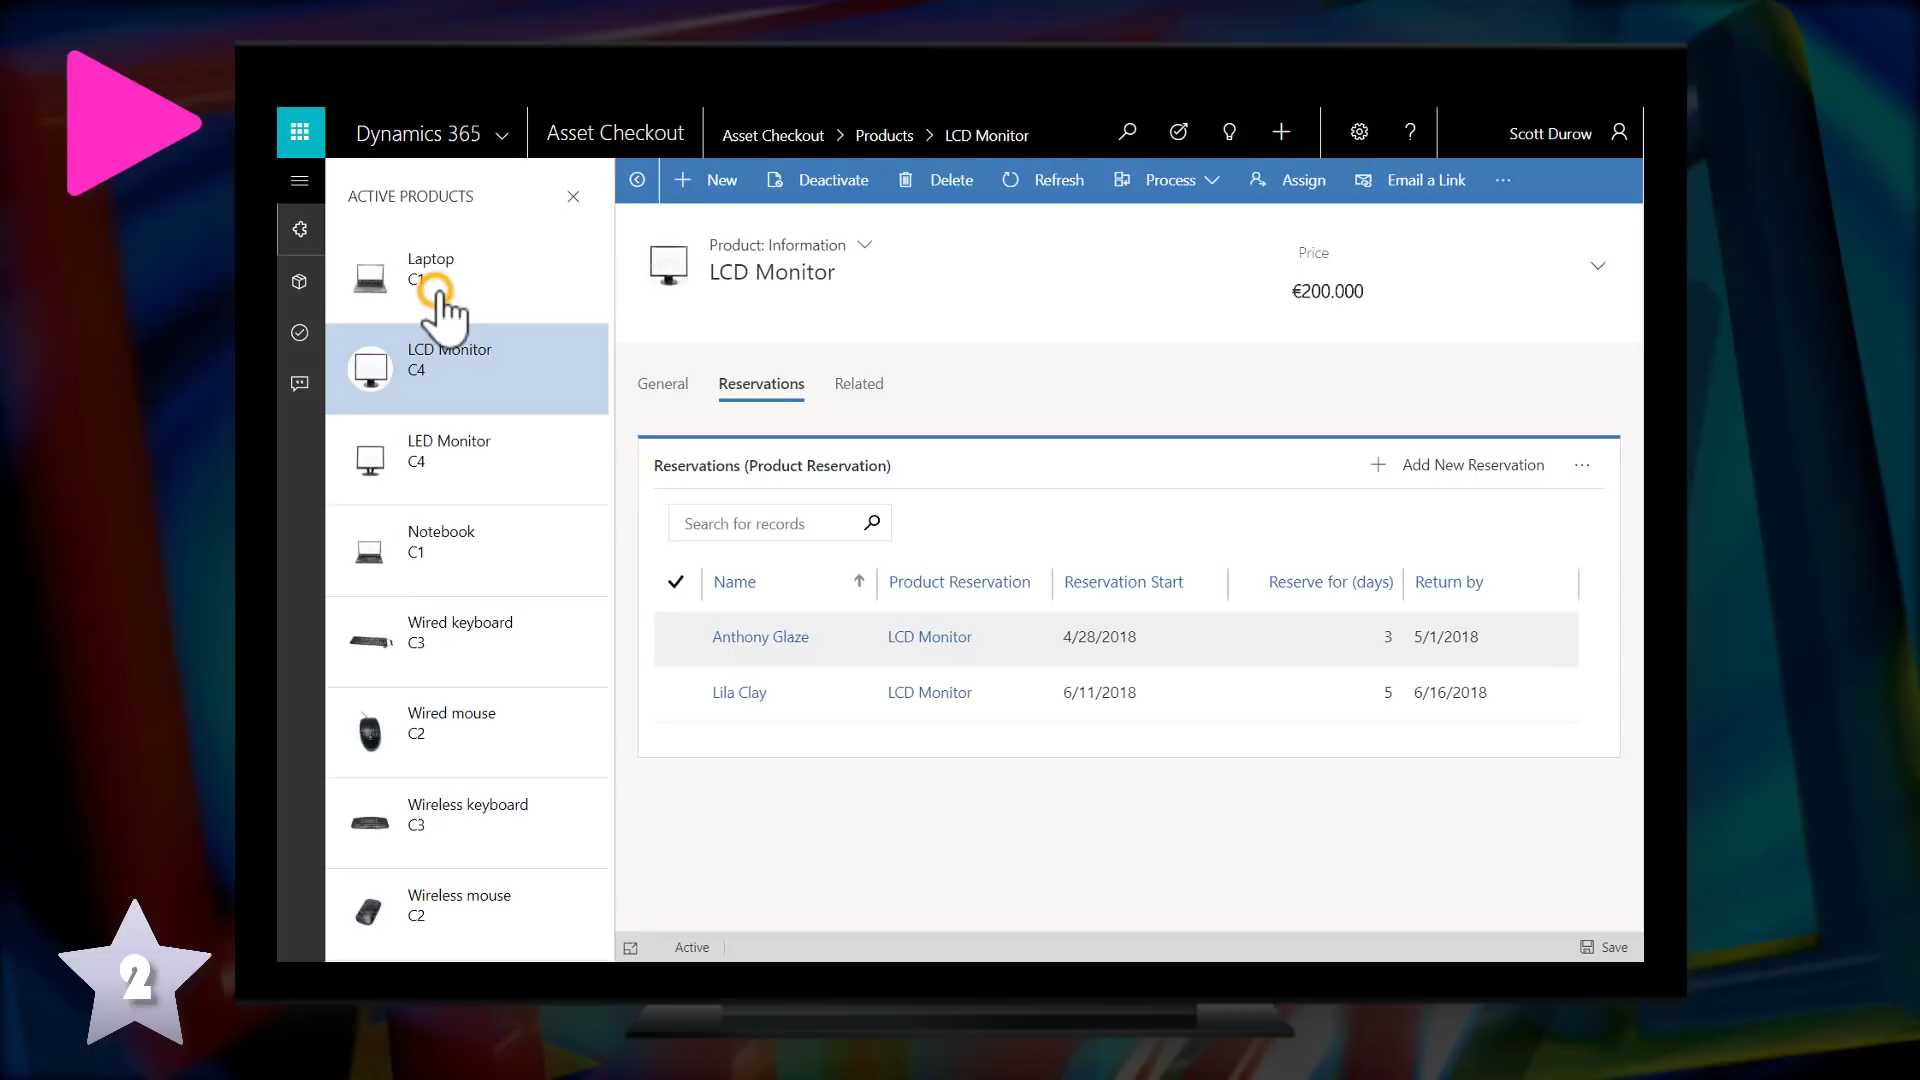 Dynamics 365
Asset Checkout
Asset Checkout > Products > LCD Monitor
Scott Durow
ACTIVE PRODUCTS
New
Deactivate
Delete
Refresh
Process
Assign
Email a Link
Laptop
LCD Monitor
C4
LED Monitor
C4
Notebook
C1
Wired keyboard
C3
Wired mouse
C2
Wireless keyboard
C3
Wireless mouse
C2
Product: Information
LCD Monitor
Price
€200.000
General
Reservations
Related
Reservations (Product Reservation)
Add New Reservation
Search for records
Name Product Reservation Reservation Start Reserve for (days) Return by
Anthony Glaze LCD Monitor 4/28/2018 3 5/1/2018
Lila Clay LCD Monitor 6/11/2018 5 6/16/2018
Active
Save
2